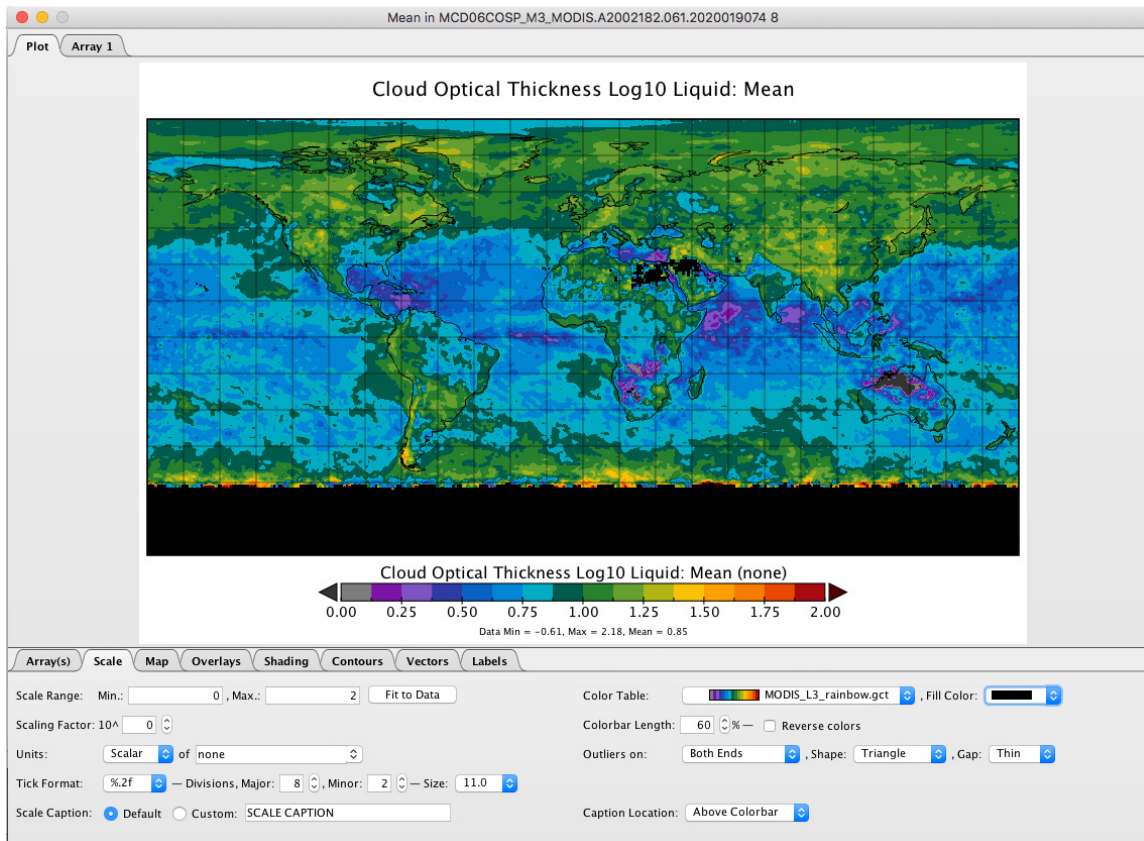 Mean in MCD06COSP_M3_MODIS.A2002182.061.2020019074 8
Plot Array 1
Cloud Optical Thickness Log10 Liquid: Mean
Cloud Optical Thickness Log10 Liquid: Mean (none)
0.00 0.25 0.50 0.75 1.00 1.25 1.50 1.75 2.00
Data Min = -0.61, Max = 2.18, Mean = 0.85
Array(s) Scale Map Overlays Shading Contours Vectors Labels
Scale Range: Min.: 0 , Max.: 2 Fit to Data Color Table: MODIS_L3_rainbow.gct , Fill Color:
Scaling Factor: 10^ 0 Colorbar Length: 60 % — Reverse colors
Units: Scalar of none Outliers on: Both Ends , Shape: Triangle , Gap: Thin
Tick Format: %.2f — Divisions, Major: 8 , Minor: 2 — Size: 11.0
Scale Caption: Default Custom: SCALE CAPTION Caption Location: Above Colorbar